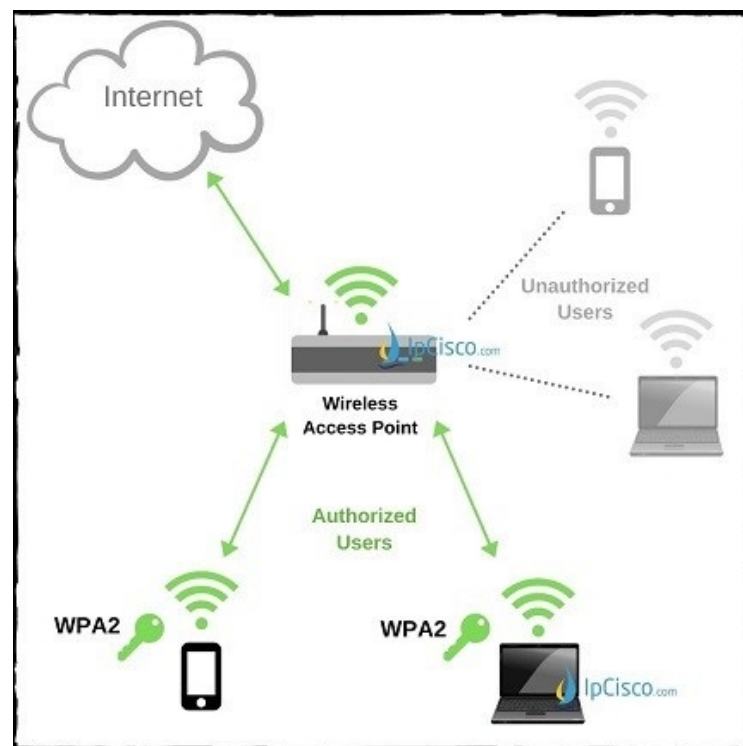 Internet
Unauthorized
Users
IpCisco.com
Wireless
Access Point
Authorized
Users
WPA2
WPA2
IpCisco.com